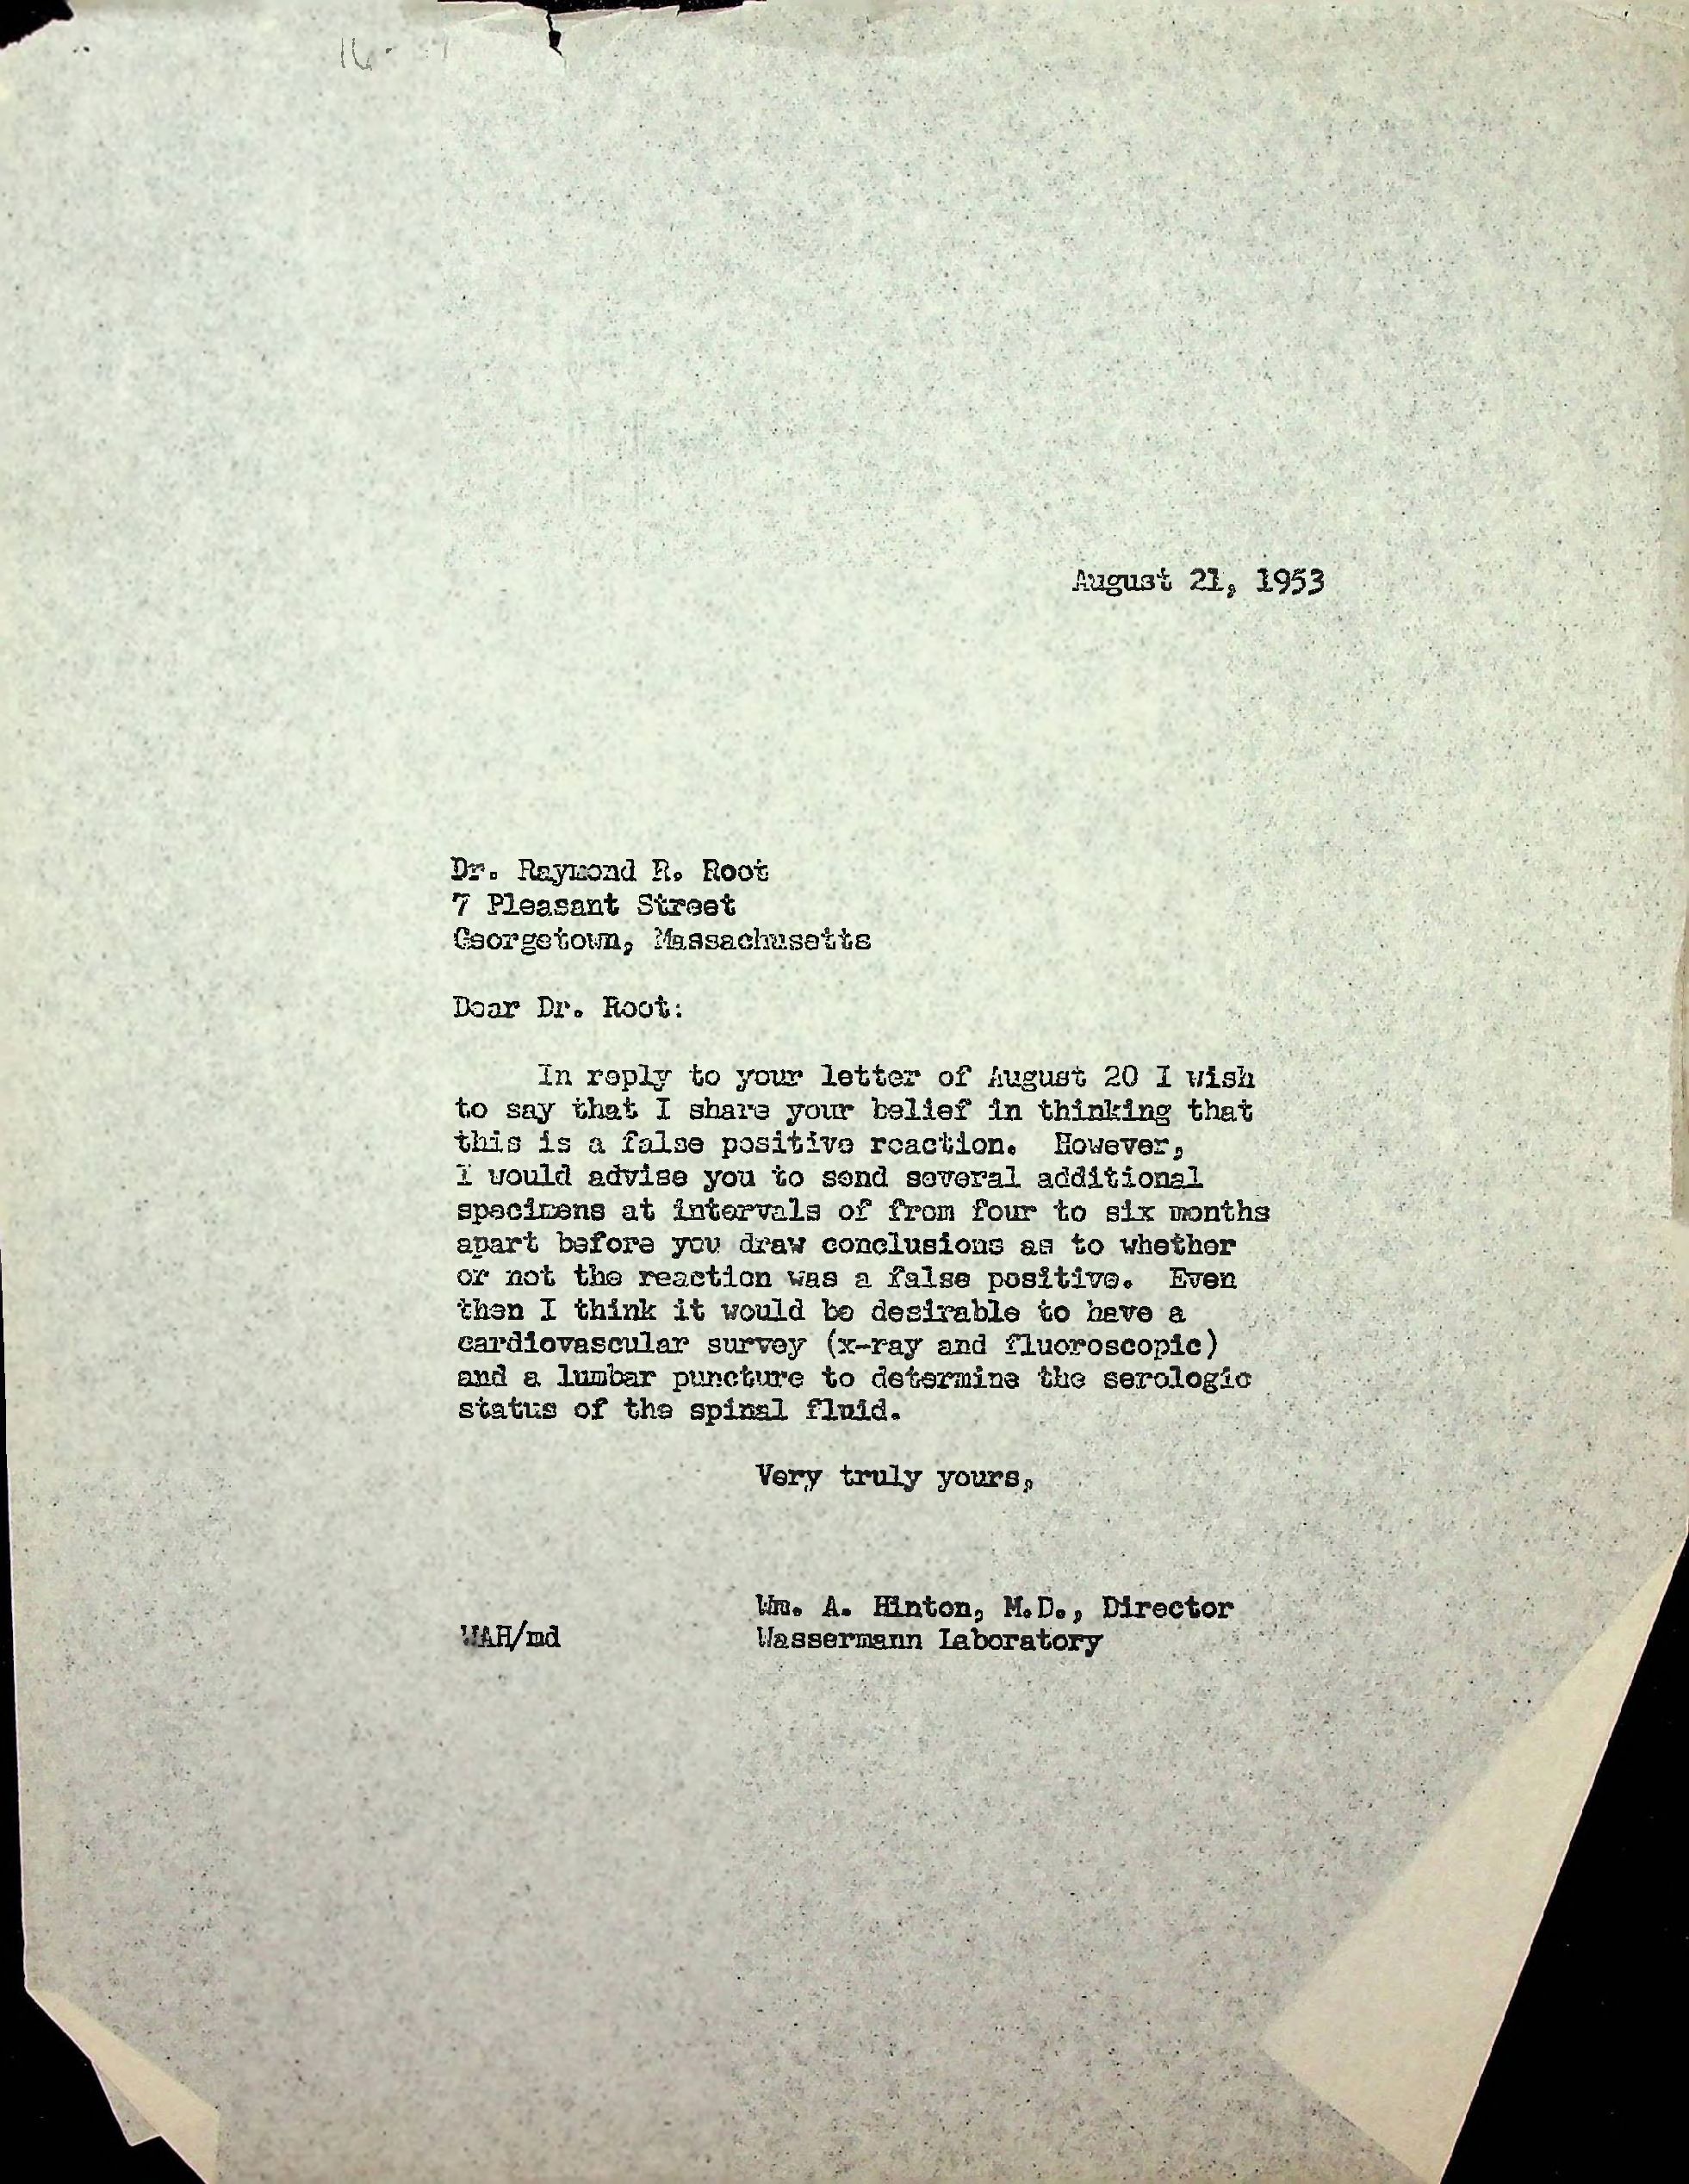 August 21, 1953
Dr. Raymond R. Root
7 Pleasant Street
Georgetown, Massachusetts
Dear Dr. Root:
In reply to your letter of August 20 I wish
to say that I share your belief in thinking that
this is a false positive reaction. However,
I would advise you to send several additional
specimens at intervals of from four to six months
apart before you draw conclusions as to whether
or not the reaction was a false positive. Even
then I think it would be desirable to have a
cardiovascular survey (x-ray and fluoroscopic)
and a lumbar puncture to determine the serologic
status of the spinal fluid.
Very truly yours,
Wm. A. Hinton, M.D., Director
WAH/md Wassermann Laboratory